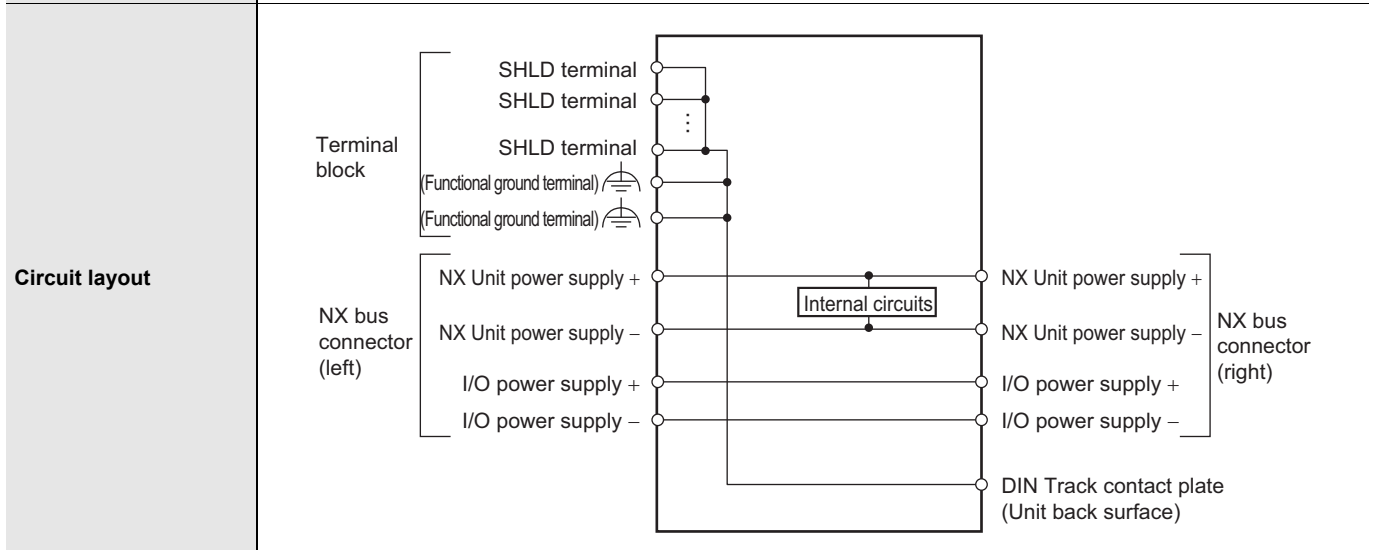 Circuit layout
Terminal
block
SHLD terminal
SHLD terminal
⋮
SHLD terminal
(Functional ground terminal)
(Functional ground terminal)
NX bus
connector
(left)
NX Unit power supply +
NX Unit power supply −
I/O power supply +
I/O power supply −
Internal circuits
NX Unit power supply +
NX Unit power supply −
I/O power supply +
I/O power supply −
NX bus
connector
(right)
DIN Track contact plate
(Unit back surface)